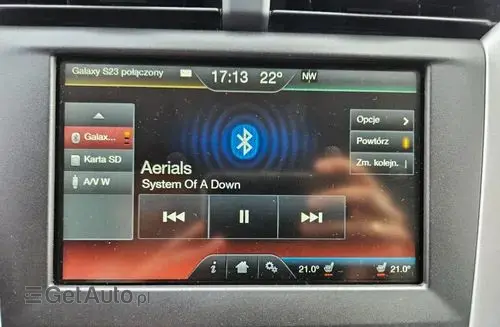 Galaxy S23 połączony
17:13 22°
NW
Galax...
Karta SD
A/V W
Aerials
System Of A Down
Opcje
Powtórz
Zm. kolejn.
21.0°
21.0°
GetAuto.pl